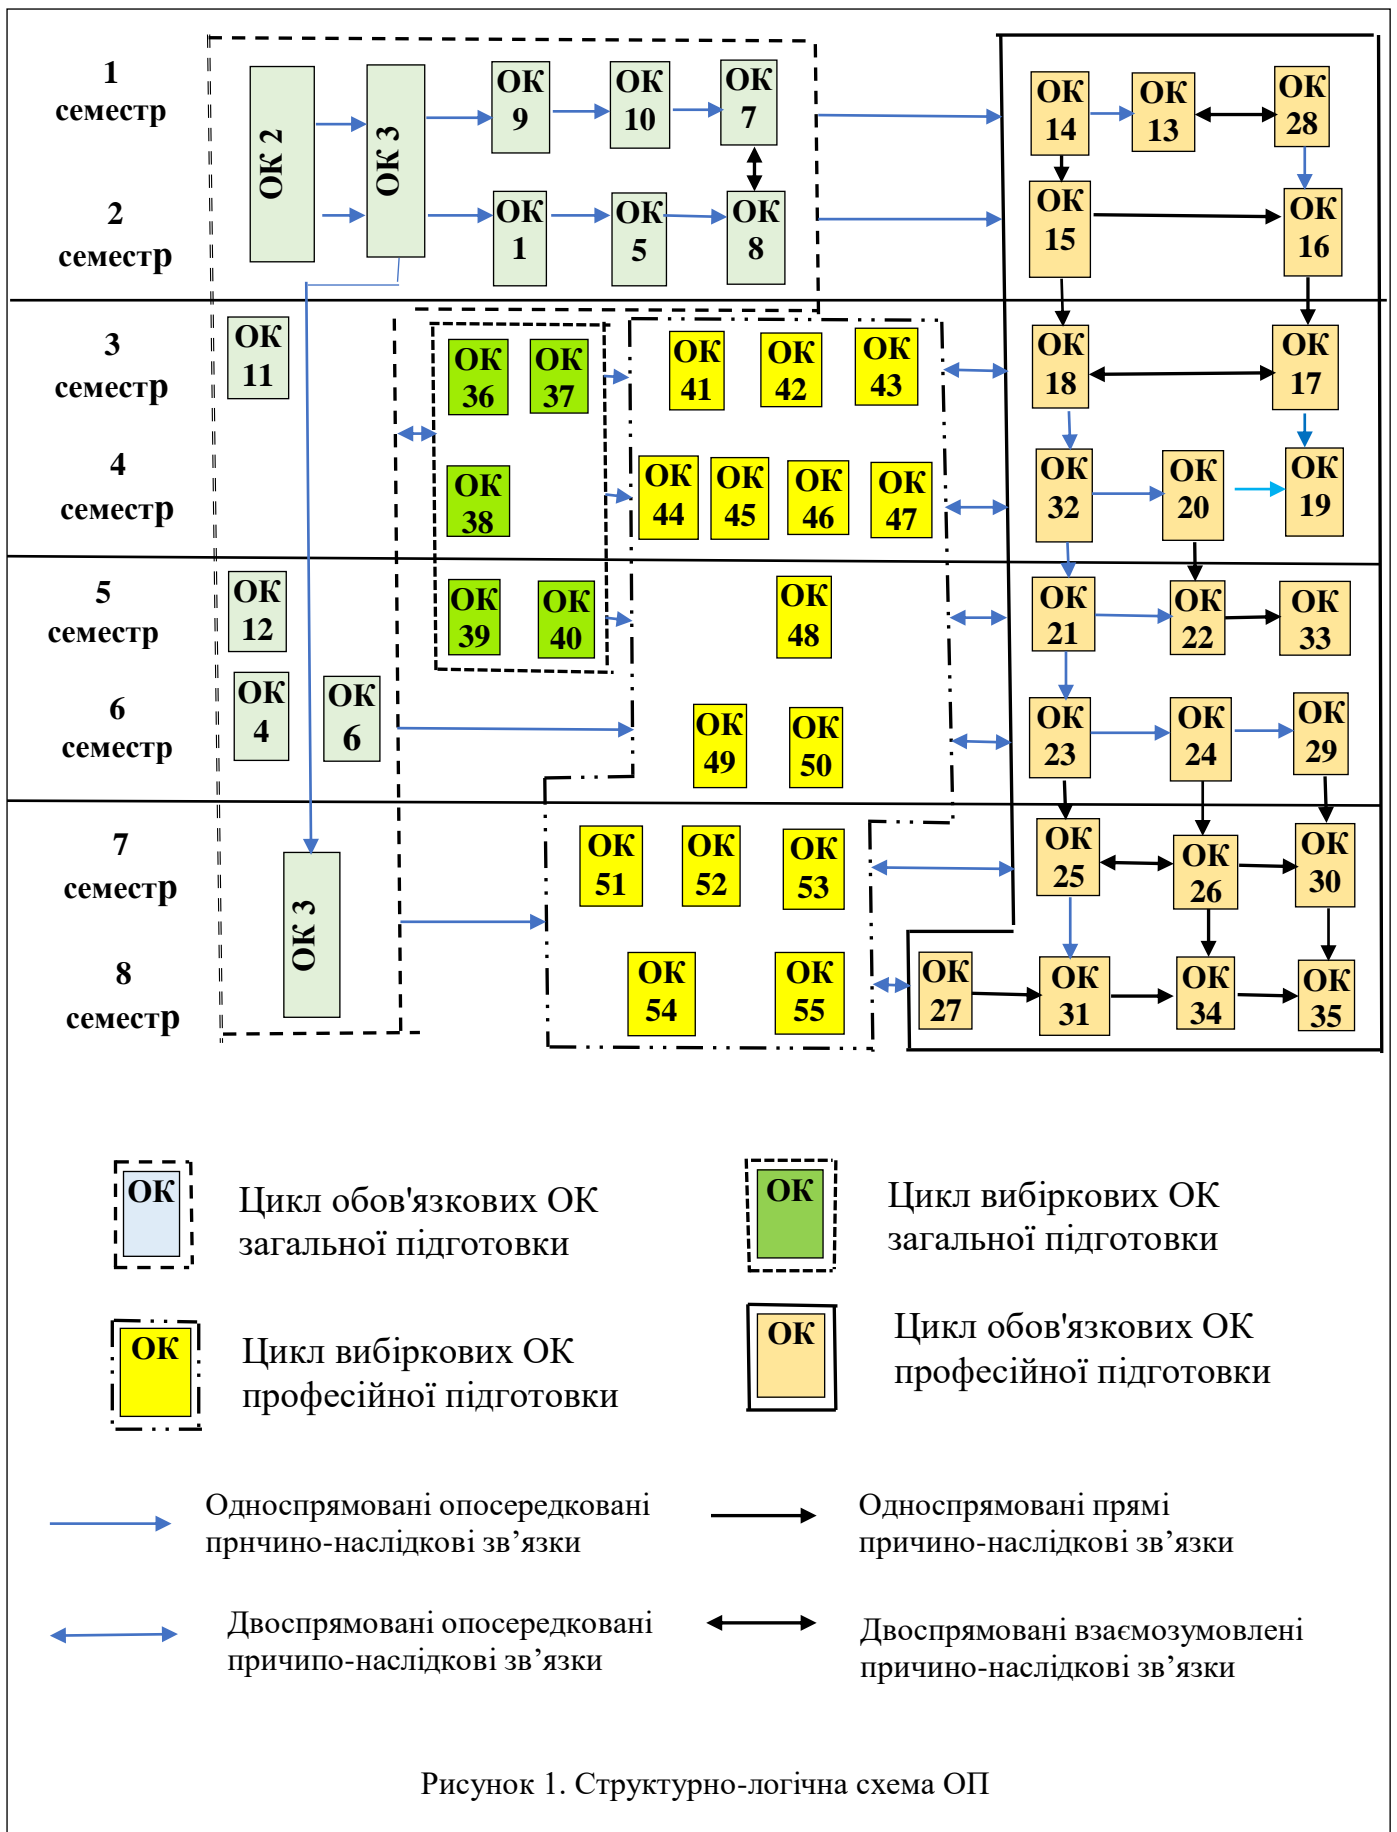 1
семестр
ОК 2
ОК 3
ОК
9
ОК
10
ОК
7
ОК
14
ОК
13
ОК
28
2
семестр
ОК
1
ОК
5
ОК
8
ОК
15
ОК
16
3
семестр
ОК
11
ОК
36
ОК
37
ОК
41
ОК
42
ОК
43
ОК
18
ОК
17
4
семестр
ОК
38
ОК
44
ОК
45
ОК
46
ОК
47
ОК
32
ОК
20
ОК
19
5
семестр
ОК
12
ОК
39
ОК
40
ОК
48
ОК
21
ОК
22
ОК
33
6
семестр
ОК
4
ОК
6
ОК
49
ОК
50
ОК
23
ОК
24
ОК
29
7
семестр
ОК 3
ОК
51
ОК
52
ОК
53
ОК
25
ОК
26
ОК
30
8
семестр
ОК
54
ОК
55
ОК
27
ОК
31
ОК
34
ОК
35
ОК
Цикл обов'язкових ОК
загальної підготовки
ОК
Цикл вибіркових ОК
загальної підготовки
ОК
Цикл вибіркових ОК
професійної підготовки
ОК
Цикл обов'язкових ОК
професійної підготовки
Односпрямовані опосередковані
прнчино-наслідкові зв’язки
Односпрямовані прямі
причино-наслідкові зв’язки
Двоспрямовані опосередковані
причипо-наслідкові зв’язки
Двоспрямовані взаємозумовлені
причино-наслідкові зв’язки
Рисунок 1. Структурно-логічна схема ОП